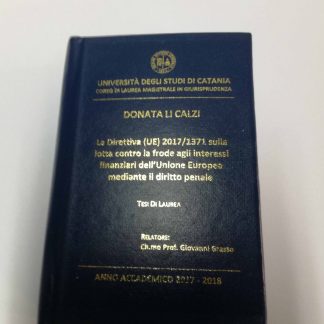 UNIVERSITÀ DEGLI STUDI DI CATANIA
CORSO DI LAUREA MAGISTRALE IN GIURISPRUDENZA
DONATA LI CALZI
La Direttiva (UE) 2017/1371 sulla
lotta contro la frode agli interessi
finanziari dell'Unione Europea
mediante il diritto penale
TESI DI LAUREA
RELATORE:
Ch.mo Prof. Giovanni Grasso
ANNO ACCADEMICO 2017 - 2018